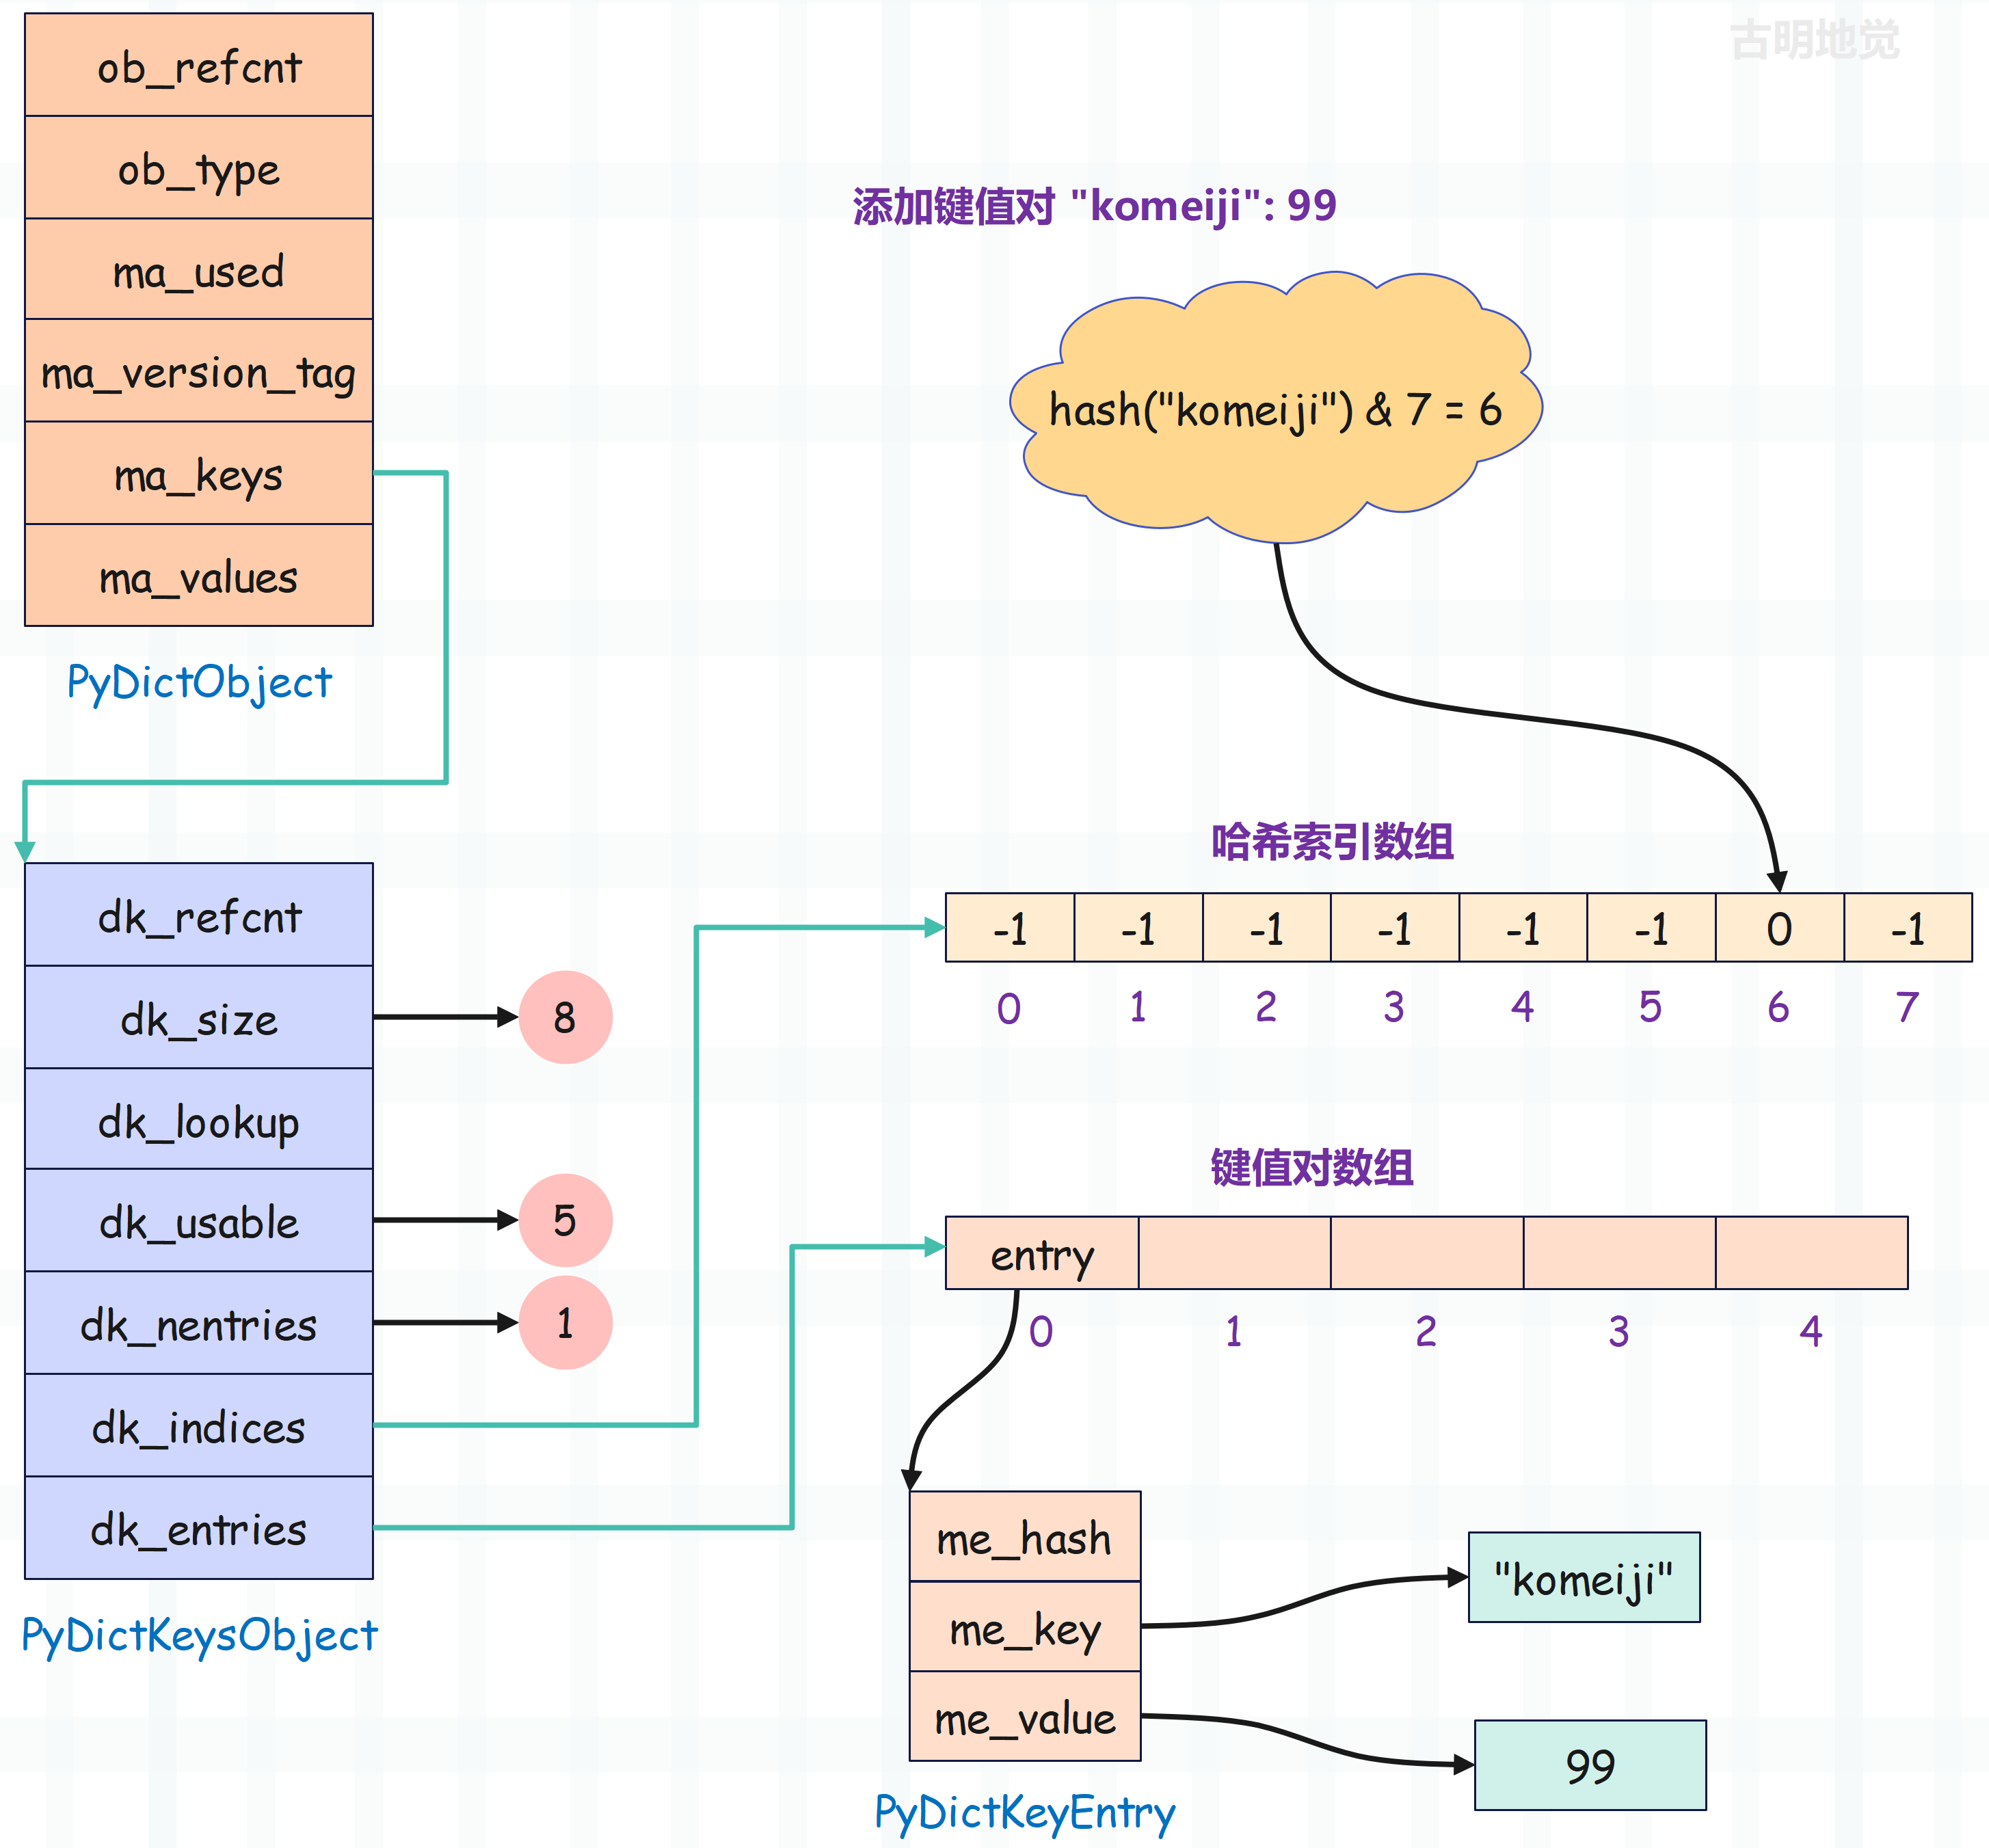 古明地觉
ob_refcnt
ob_type
ma_used
ma_version_tag
ma_keys
ma_values
PyDictObject
添加键值对 "komeiji": 99
hash("komeiji") & 7 = 6
dk_refcnt
dk_size
8
dk_lookup
dk_usable
5
dk_nentries
1
dk_indices
dk_entries
PyDictKeysObject
哈希索引数组
-1 -1 -1 -1 -1 -1 0 -1
0 1 2 3 4 5 6 7
键值对数组
entry
0 1 2 3 4
me_hash
me_key
me_value
PyDictKeyEntry
"komeiji"
99